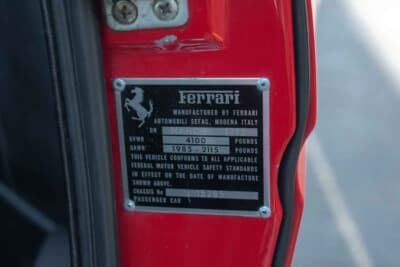 Ferrari
MANUFACTURED BY FERRARI
AUTOMOBILI SEFAC, MODENA ITALY
ON
GVWR 4100 POUNDS
GAWR 1985-2115 POUNDS
THIS VEHICLE CONFORMS TO ALL APPLICABLE
FEDERAL MOTOR VEHICLE SAFETY STANDARDS
IN EFFECT ON THE DATE OF MANUFACTURE
SHOWN ABOVE.
CHASSIS No
PASSENGER CAR